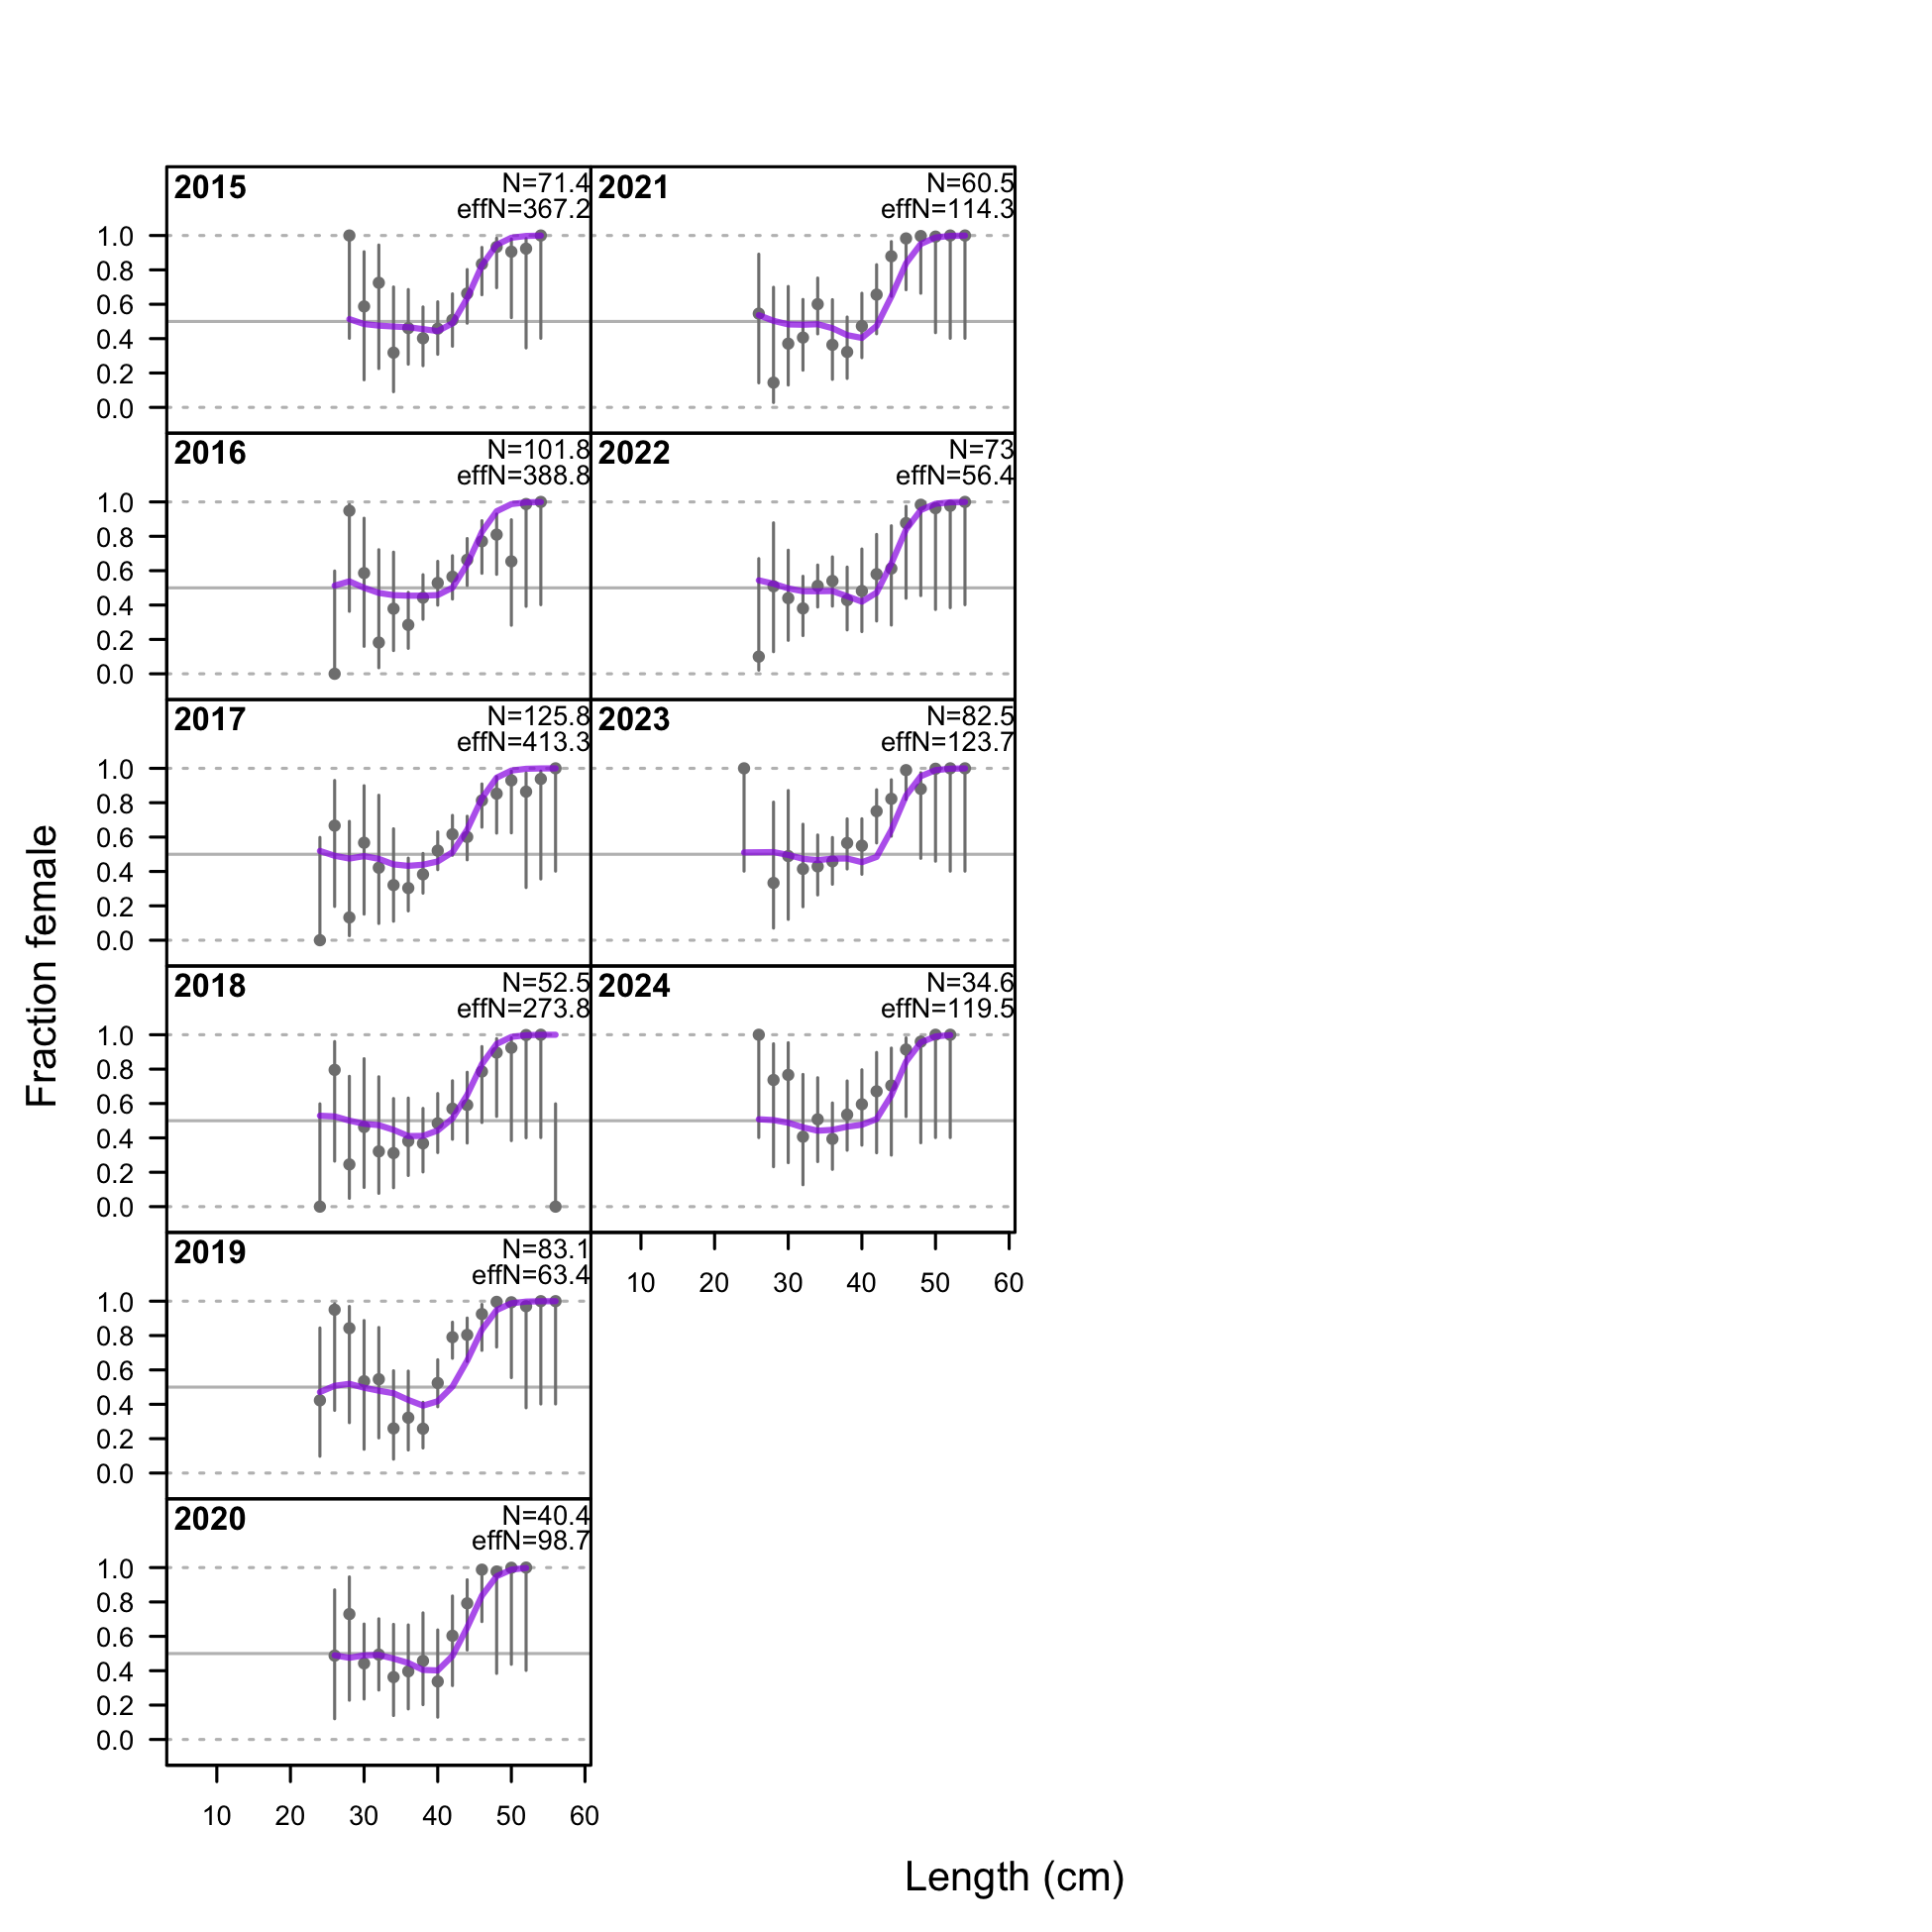 2015
N=71.4
effN=367.2
1.0
0.8
0.6
0.4
0.2
0.0
2021
N=60.5
effN=114.3
2016
N=101.8
effN=388.8
1.0
0.8
0.6
0.4
0.2
0.0
2022
N=73
effN=56.4
2017
N=125.8
effN=413.3
1.0
0.8
0.6
0.4
0.2
0.0
2023
N=82.5
effN=123.7
2018
N=52.5
effN=273.8
1.0
0.8
0.6
0.4
0.2
0.0
2024
N=34.6
effN=119.5
10 20 30 40 50 60
2019
N=83.1
effN=63.4
1.0
0.8
0.6
0.4
0.2
0.0
2020
N=40.4
effN=98.7
1.0
0.8
0.6
0.4
0.2
0.0
10 20 30 40 50 60
Fraction female
Length (cm)